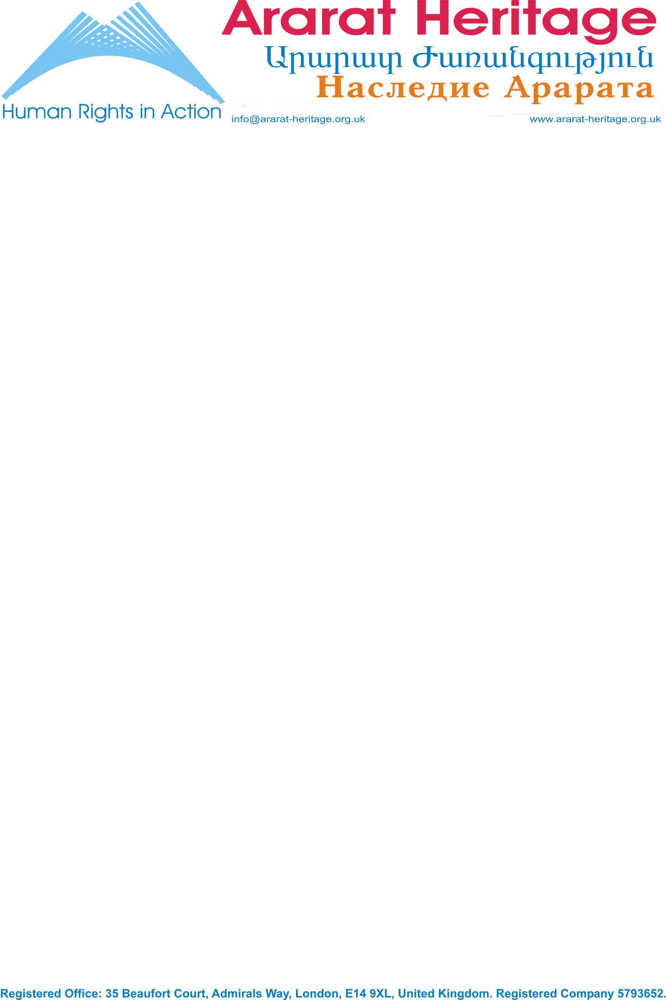 Ararat Heritage
Արարատ Ժառանգություն
Наследие Арарата
Human Rights in Action
info@ararat-heritage.org.uk www.ararat-heritage.org.uk
Registered Office: 35 Beaufort Court, Admirals Way, London, E14 9XL, United Kingdom. Registered Company 5793652